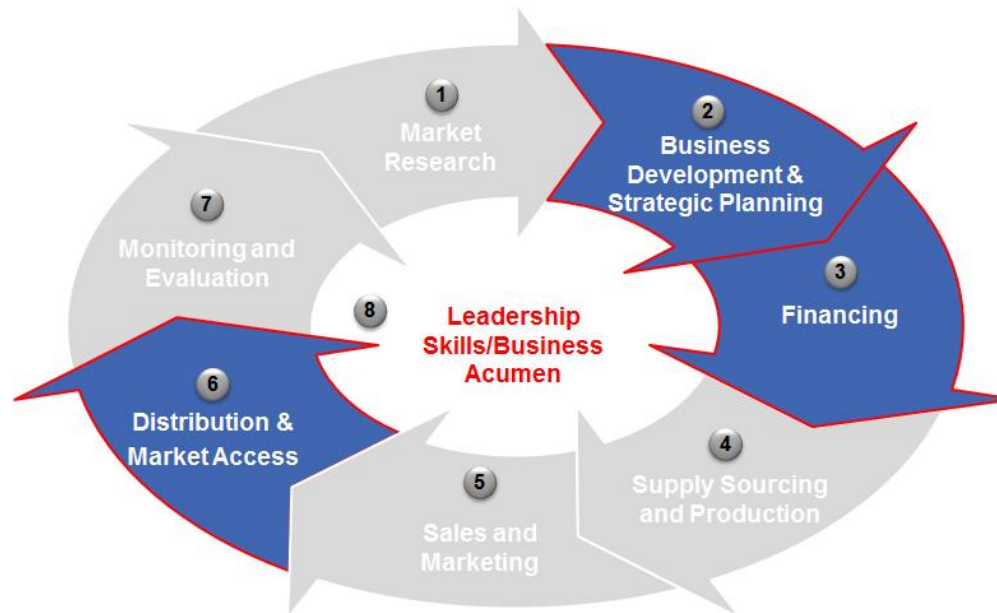 1
Market
Research
2
Business
Development &
Strategic Planning
3
Financing
4
Supply Sourcing
and Production
5
Sales and
Marketing
6
Distribution &
Market Access
7
Monitoring and
Evaluation
8
Leadership
Skills/Business
Acumen